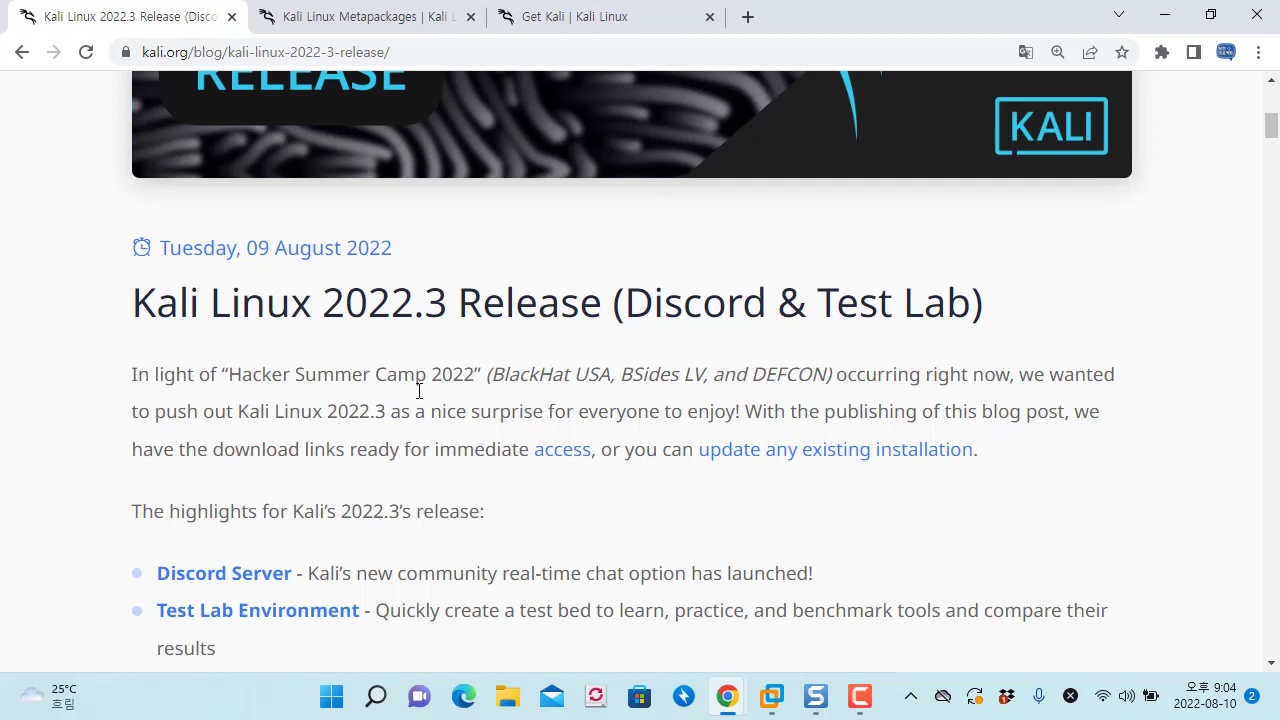 Kali Linux 2022.3 Release (Disco
Kali Linux Metapackages | Kali L
Get Kali | Kali Linux
kali.org/blog/kali-linux-2022-3-release/
RELEASE
KALI
Tuesday, 09 August 2022
Kali Linux 2022.3 Release (Discord & Test Lab)
In light of “Hacker Summer Camp 2022” (BlackHat USA, BSides LV, and DEFCON) occurring right now, we wanted
to push out Kali Linux 2022.3 as a nice surprise for everyone to enjoy! With the publishing of this blog post, we
have the download links ready for immediate access, or you can update any existing installation.
The highlights for Kali’s 2022.3’s release:
Discord Server - Kali’s new community real-time chat option has launched!
Test Lab Environment - Quickly create a test bed to learn, practice, and benchmark tools and compare their
results
25°C
흐림
오후 9:04
2022-08-10
2